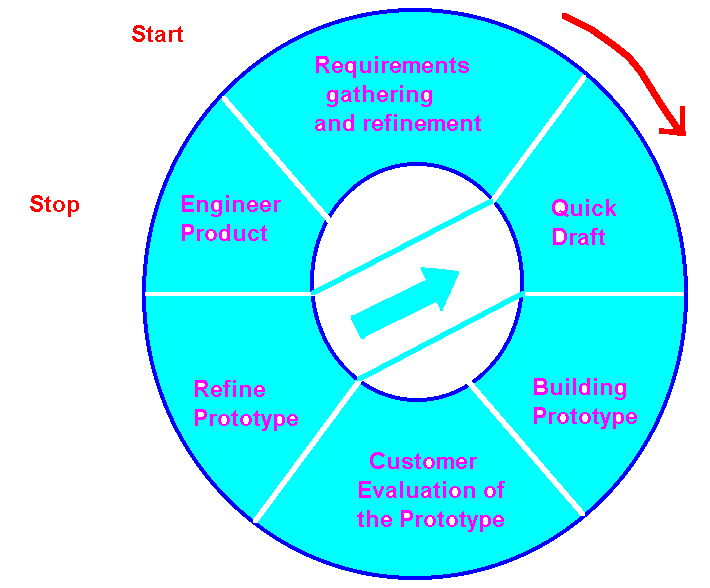 Start
Requirements
gathering
and refinement
Stop
Engineer
Product
Quick
Draft
Refine
Prototype
Building
Prototype
Customer
Evaluation of
the Prototype